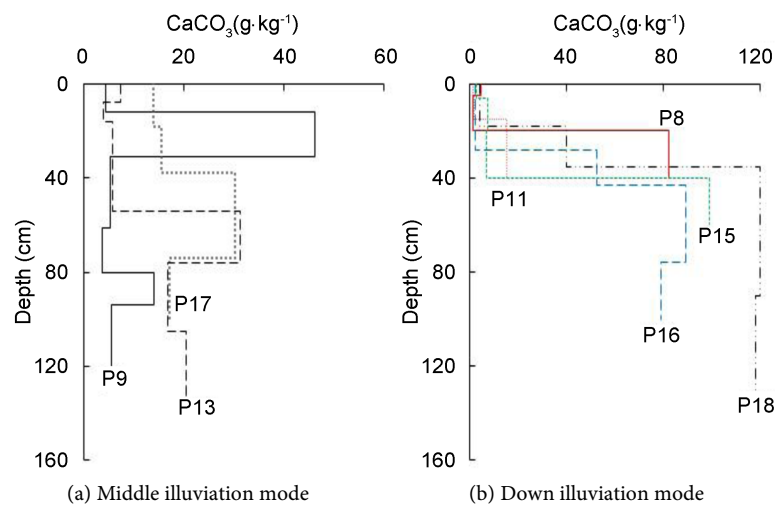 CaCO₃(g·kg⁻¹)
0 20 40 60
0
40
80
120
160
Depth (cm)
P17
P9
P13
(a) Middle illuviation mode
CaCO₃(g·kg⁻¹)
0 40 80 120
0
40
80
120
160
Depth (cm)
P8
P11
P15
P16
P18
(b) Down illuviation mode